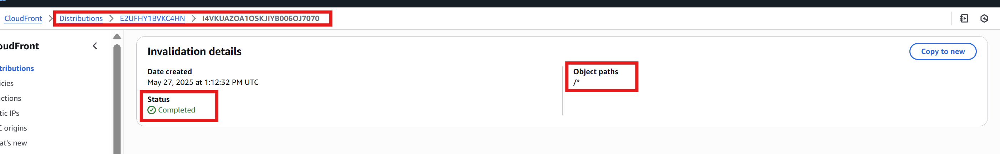 CloudFront > Distributions > E2UFHY1BVKC4HN > I4VKUAZOA1OSKJIYB006OJ7070
oudFront
tributions
icies
ctions
tic IPs
C origins
at's new
Invalidation details
Copy to new
Date created
May 27, 2025 at 1:12:32 PM UTC
Status
Completed
Object paths
/*